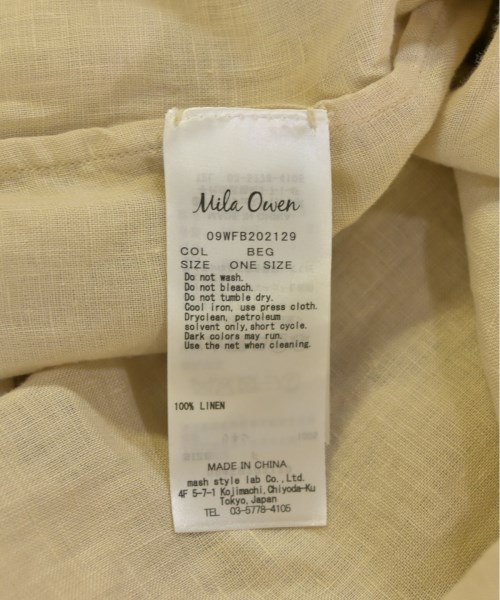 Mila Owen
09WFB202129
COL BEG
SIZE ONE SIZE
Do not wash.
Do not bleach.
Do not tumble dry.
Cool iron, use press cloth.
Dryclean, petroleum
solvent only, short cycle.
Dark colors may run.
Use the net when cleaning.
100% LINEN
MADE IN CHINA
mash style lab Co.,Ltd.
4F 5-7-1 Kojimachi,Chiyoda-Ku
Tokyo,Japan
TEL 03-5778-4105